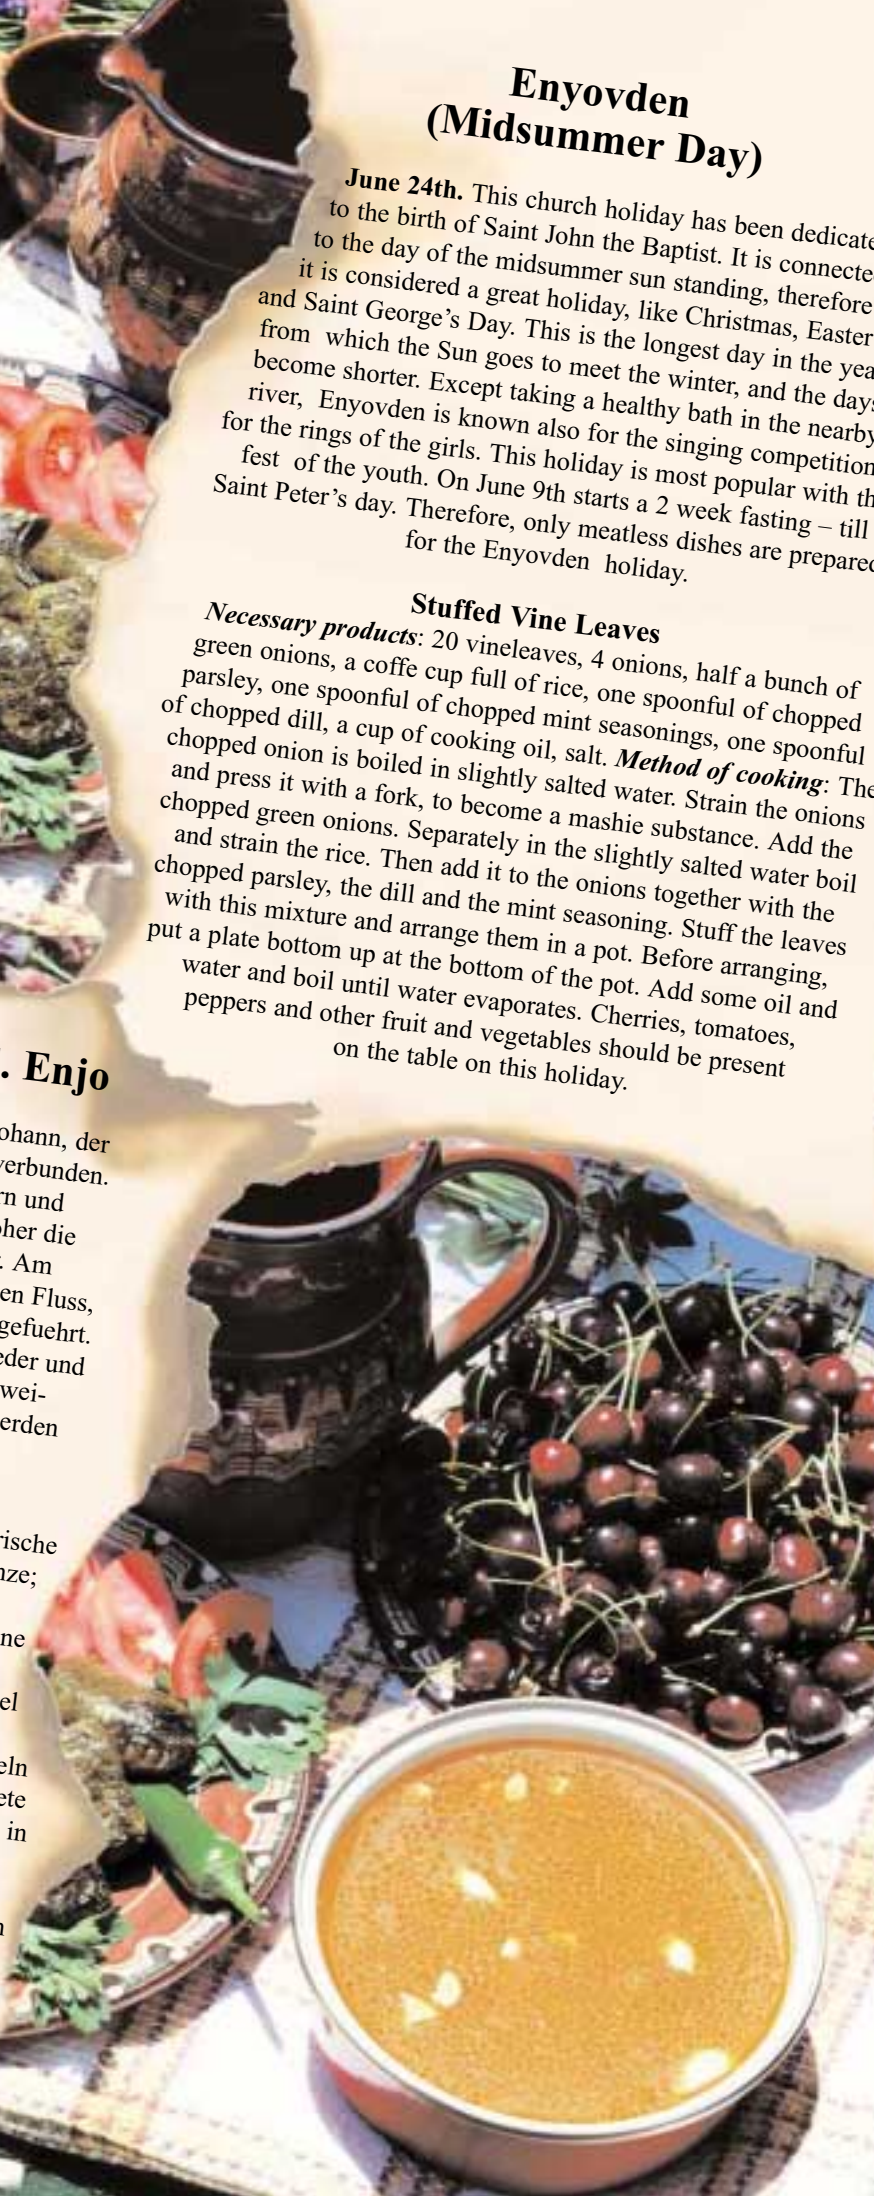 Enyovden
(Midsummer Day)
June 24th. This church holiday has been dedicate
to the birth of Saint John the Baptist. It is connecte
to the day of the midsummer sun standing, therefore
it is considered a great holiday, like Christmas, Easter
and Saint George’s Day. This is the longest day in the yea
from which the Sun goes to meet the winter, and the days
become shorter. Except taking a healthy bath in the nearby
river, Enyovden is known also for the singing competition
for the rings of the girls. This holiday is most popular with th
fest of the youth. On June 9th starts a 2 week fasting – till
Saint Peter’s day. Therefore, only meatless dishes are prepared
for the Enyovden holiday.
Stuffed Vine Leaves
Necessary products: 20 vineleaves, 4 onions, half a bunch of
green onions, a coffe cup full of rice, one spoonful of chopped
parsley, one spoonful of chopped mint seasonings, one spoonful
of chopped dill, a cup of cooking oil, salt. Method of cooking: The
chopped onion is boiled in slightly salted water. Strain the onions
and press it with a fork, to become a mashie substance. Add the
chopped green onions. Separately in the slightly salted water boil
and strain the rice. Then add it to the onions together with the
chopped parsley, the dill and the mint seasoning. Stuff the leaves
with this mixture and arrange them in a pot. Before arranging,
put a plate bottom up at the bottom of the pot. Add some oil and
water and boil until water evaporates. Cherries, tomatoes,
peppers and other fruit and vegetables should be present
on the table on this holiday.
. Enjo
ohann, der
verbunden.
rn und
oher die
. Am
en Fluss,
gefuehrt.
eder und
wei-
erden
rische
nze;
ne
el
eln
ete
in